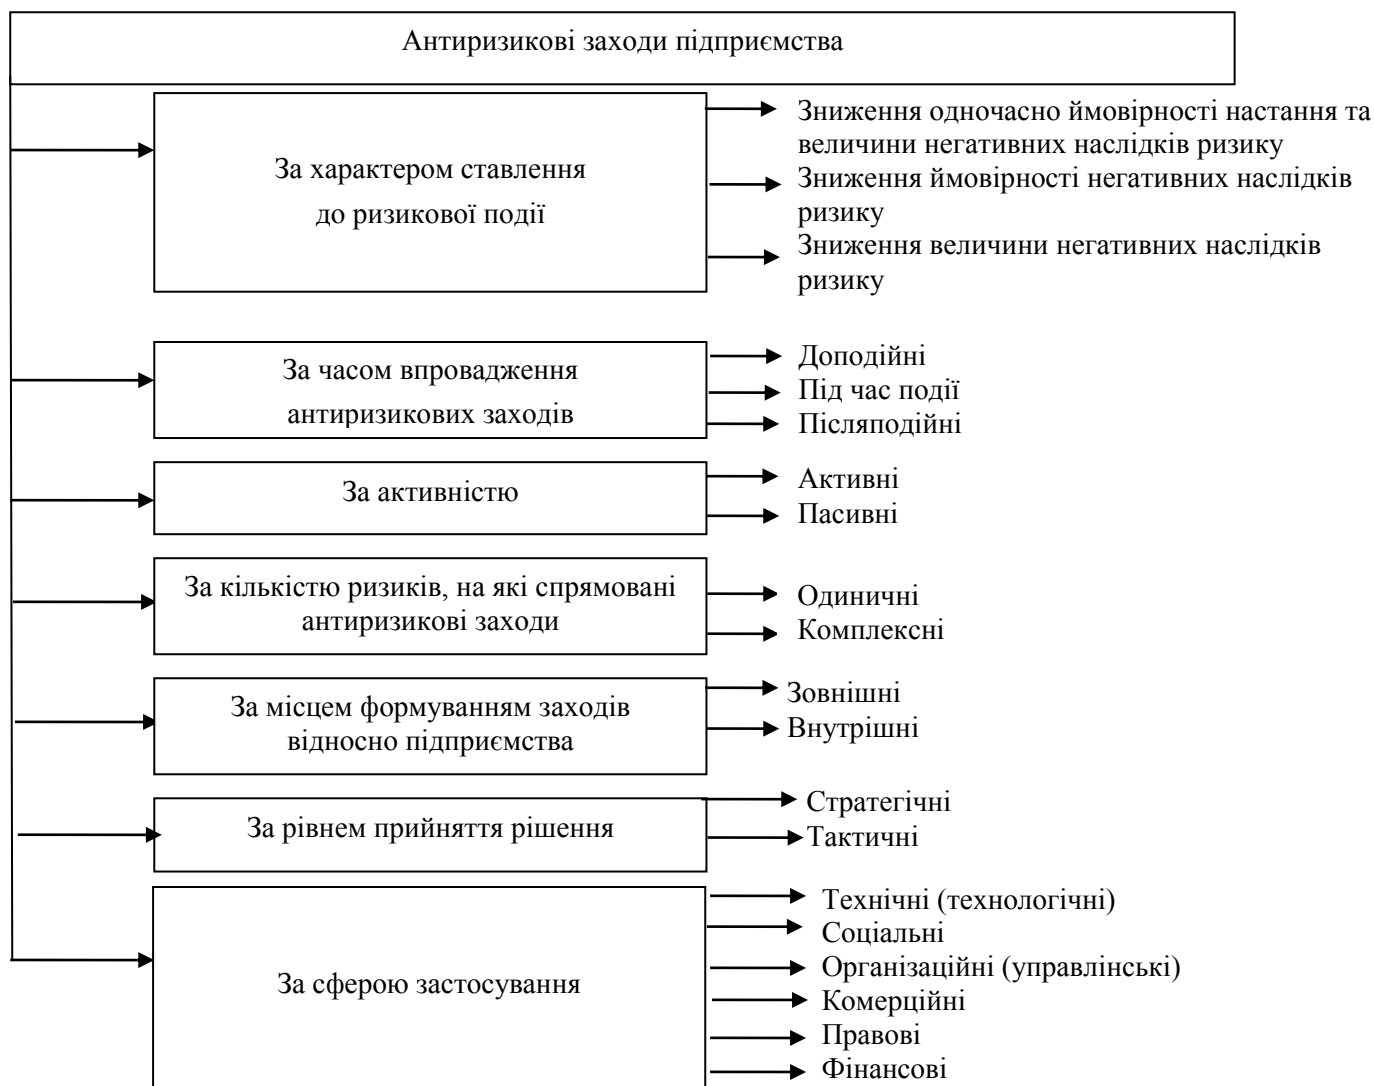 Антиризикові заходи підприємства
За характером ставлення
до ризикової події
Зниження одночасно ймовірності настання та
величини негативних наслідків ризику
Зниження ймовірності негативних наслідків
ризику
Зниження величини негативних наслідків
ризику
За часом впровадження
антиризикових заходів
Доподійні
Під час події
Післяподійні
За активністю
Активні
Пасивні
За кількістю ризиків, на які спрямовані
антиризикові заходи
Одиничні
Комплексні
За місцем формуванням заходів
відносно підприємства
Зовнішні
Внутрішні
За рівнем прийняття рішення
Стратегічні
Тактичні
За сферою застосування
Технічні (технологічні)
Соціальні
Організаційні (управлінські)
Комерційні
Правові
Фінансові